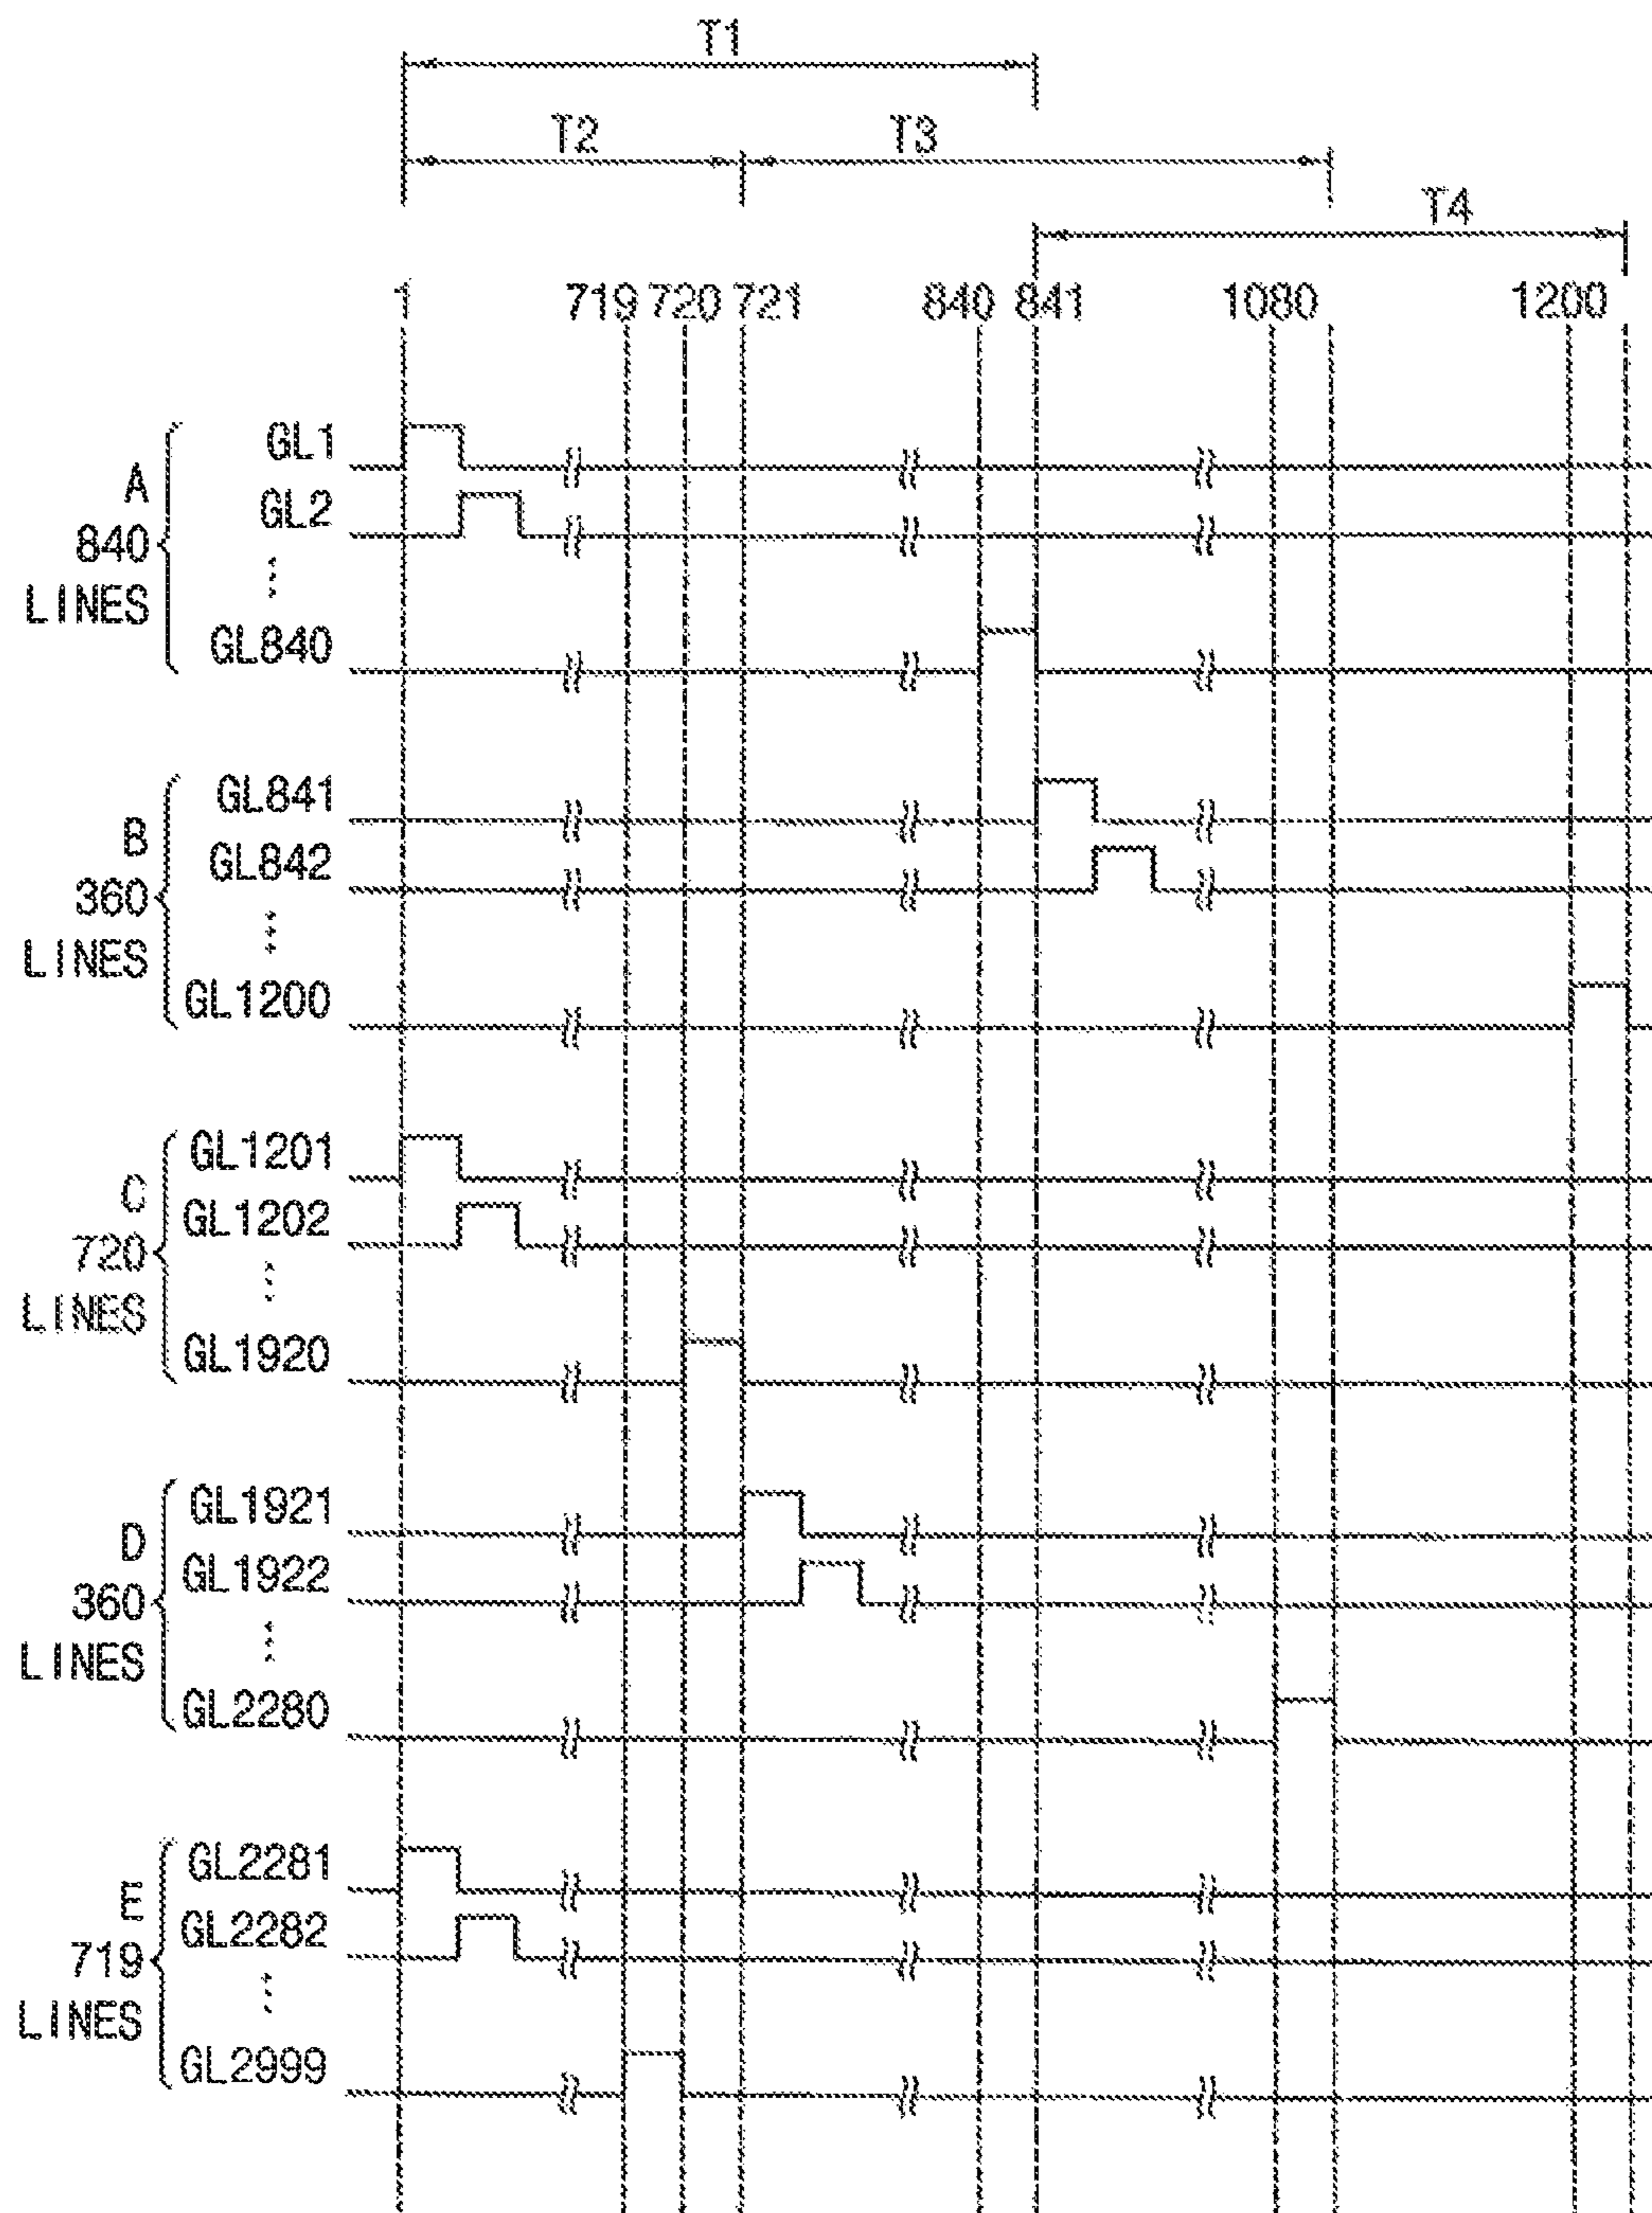 T1
T2 T3
T4
1 719 720 721 840 841 1080 1200
A
840
LINES
GL1
GL2
GL840
B
360
LINES
GL841
GL842
GL1200
C
720
LINES
GL1201
GL1202
GL1920
D
360
LINES
GL1921
GL1922
GL2280
E
719
LINES
GL2281
GL2282
GL2999